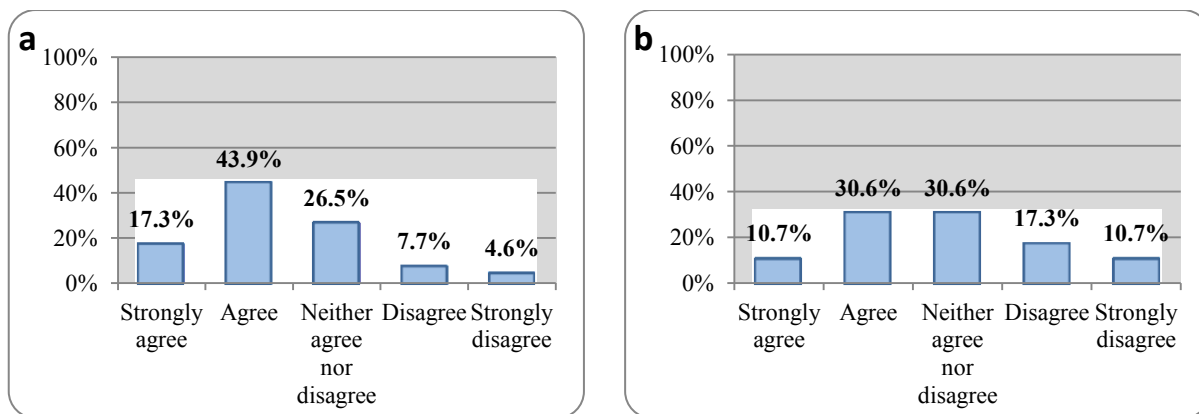 a
100%
80%
60%
40%
20%
0%
17.3%
43.9%
26.5%
7.7%
4.6%
Strongly
agree
Agree
Neither
agree
nor
disagree
Disagree
Strongly
disagree
b
100%
80%
60%
40%
20%
0%
10.7%
30.6%
30.6%
17.3%
10.7%
Strongly
agree
Agree
Neither
agree
nor
disagree
Disagree
Strongly
disagree